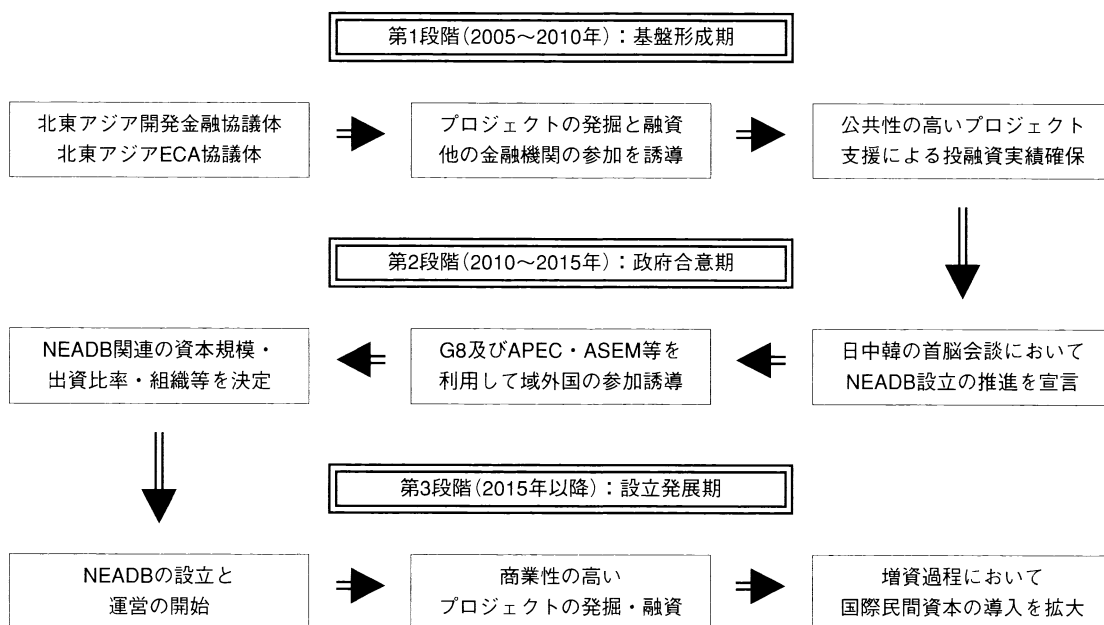 第1段階(2005～2010年)：基盤形成期
北東アジア開発金融協議体
北東アジアECA協議体
プロジェクトの発掘と融資
他の金融機関の参加を誘導
公共性の高いプロジェクト
支援による投融資実績確保
第2段階(2010～2015年)：政府合意期
日中韓の首脳会談において
NEADB設立の推進を宣言
G8及びAPEC・ASEM等を
利用して域外国の参加誘導
NEADB関連の資本規模・
出資比率・組織等を決定
第3段階(2015年以降)：設立発展期
NEADBの設立と
運営の開始
商業性の高い
プロジェクトの発掘・融資
増資過程において
国際民間資本の導入を拡大